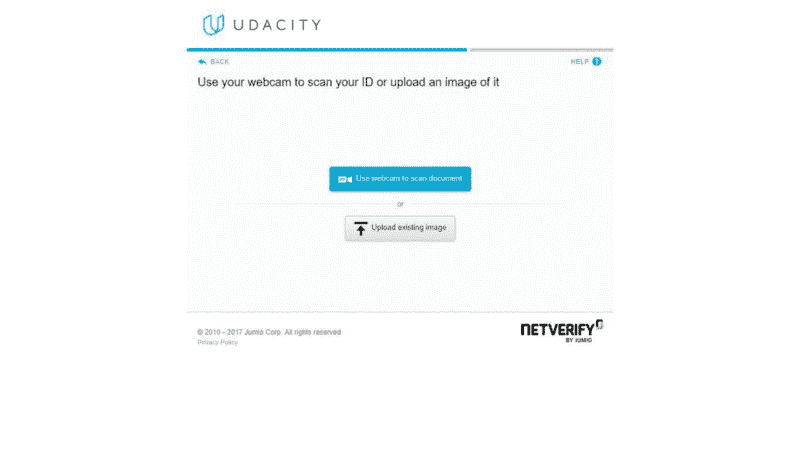 UDACITY
BACK
HELP ?
Use your webcam to scan your ID or upload an image of it
Use webcam to scan document
or
Upload existing image
© 2010 – 2017 Jumio Corp. All rights reserved
Privacy Policy
NETVERIFY
BY JUMIO